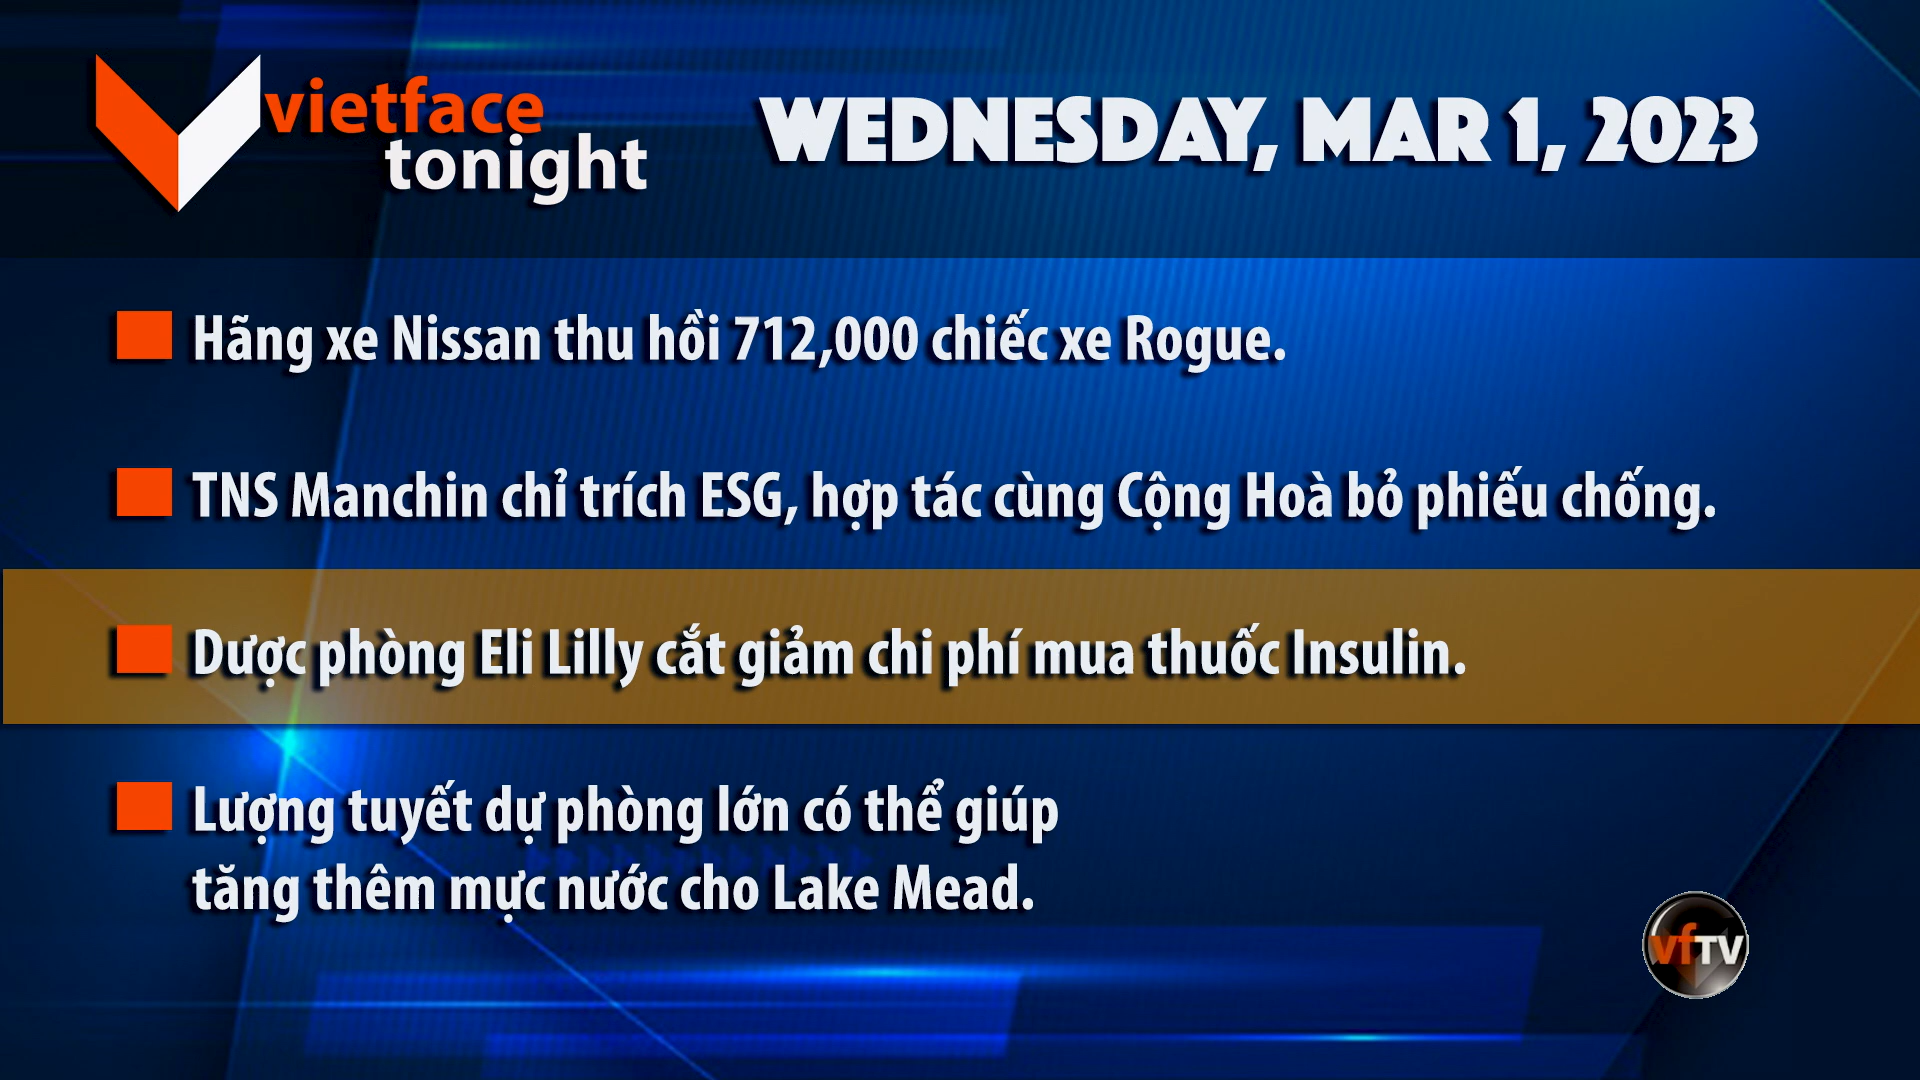 vietface
tonight
WEDNESDAY, MAR 1, 2023
Hãng xe Nissan thu hồi 712,000 chiếc xe Rogue.
TNS Manchin chỉ trích ESG, hợp tác cùng Cộng Hoà bỏ phiếu chống.
Dược phòng Eli Lilly cắt giảm chi phí mua thuốc Insulin.
Lượng tuyết dự phòng lớn có thể giúp
tăng thêm mực nước cho Lake Mead.
vfTV